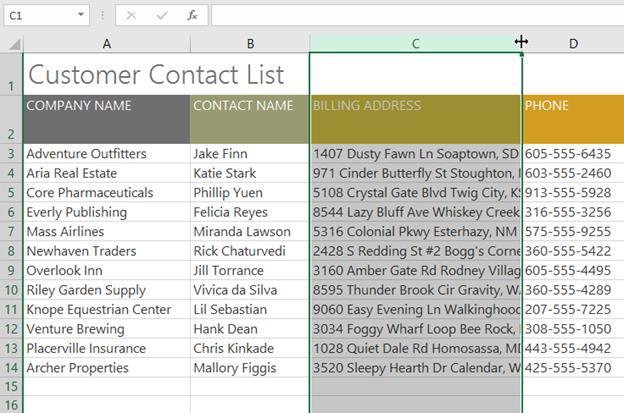 C1 fx
A B C D
1 Customer Contact List
2 COMPANY NAME CONTACT NAME BILLING ADDRESS PHONE
3 Adventure Outfitters Jake Finn 1407 Dusty Fawn Ln Soaptown, SD 605-555-6435
4 Aria Real Estate Katie Stark 971 Cinder Butterfly St Stoughton, 603-555-2460
5 Core Pharmaceuticals Phillip Yuen 5108 Crystal Gate Blvd Twig City, KS 913-555-5928
6 Everly Publishing Felicia Reyes 8544 Lazy Bluff Ave Whiskey Creek 316-555-3256
7 Mass Airlines Miranda Lawson 5316 Colonial Pkwy Esterhazy, NM 575-555-9255
8 Newhaven Traders Rick Chaturvedi 2428 S Redding St #2 Bogg's Corne 360-555-5422
9 Overlook Inn Jill Torrance 3160 Amber Gate Rd Rodney Villag 605-555-4495
10 Riley Garden Supply Vivica da Silva 8595 Thunder Brook Cir Gravity, WA 360-555-4289
11 Knope Equestrian Center Lil Sebastian 9060 Easy Evening Ln Walkinghood 207-555-7225
12 Venture Brewing Hank Dean 3034 Foggy Wharf Loop Bee Rock, 308-555-1050
13 Placerville Insurance Chris Kinkade 1028 Quiet Dale Rd Homosassa, MD 443-555-4942
14 Archer Properties Mallory Figgis 3520 Sleepy Hearth Dr Calendar, W 425-555-5370
15
16